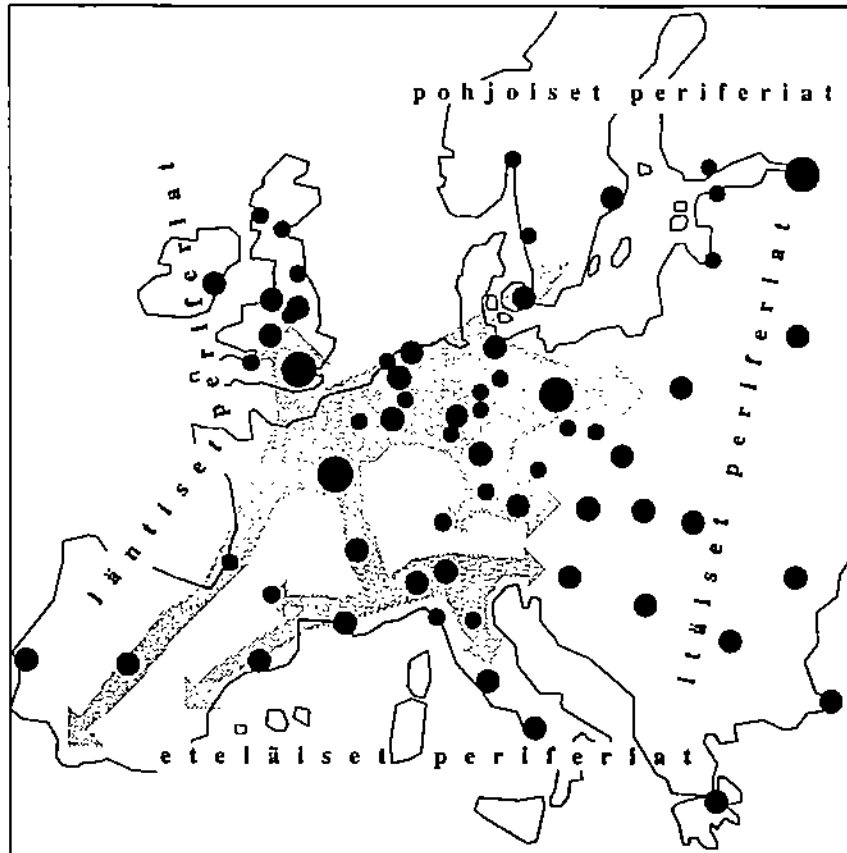 pohjoiset periferiat
läntiset periferiat
itäiset periferiat
eteläiset periferiat